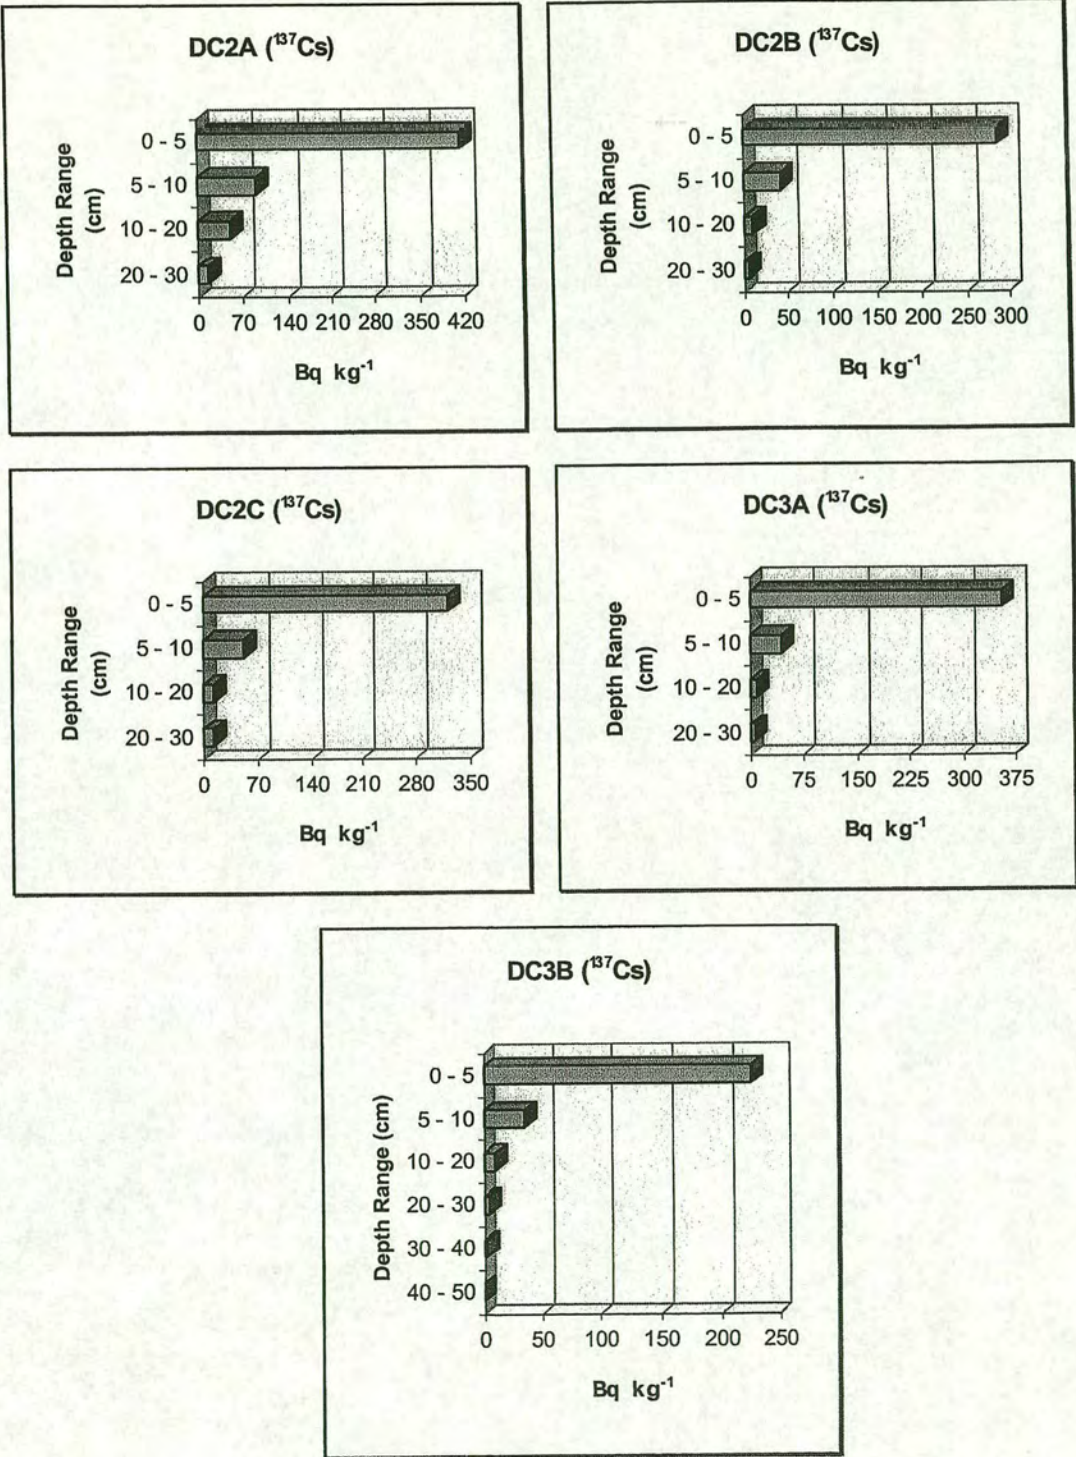 DC2A (¹³⁷Cs)
Depth Range
(cm)
0 - 5
5 - 10
10 - 20
20 - 30
0 70 140 210 280 350 420
Bq kg⁻¹
DC2B (¹³⁷Cs)
Depth Range
(cm)
0 - 5
5 - 10
10 - 20
20 - 30
0 50 100 150 200 250 300
Bq kg⁻¹
DC2C (¹³⁷Cs)
Depth Range
(cm)
0 - 5
5 - 10
10 - 20
20 - 30
0 70 140 210 280 350
Bq kg⁻¹
DC3A (¹³⁷Cs)
Depth Range
(cm)
0 - 5
5 - 10
10 - 20
20 - 30
0 75 150 225 300 375
Bq kg⁻¹
DC3B (¹³⁷Cs)
Depth Range (cm)
0 - 5
5 - 10
10 - 20
20 - 30
30 - 40
40 - 50
0 50 100 150 200 250
Bq kg⁻¹